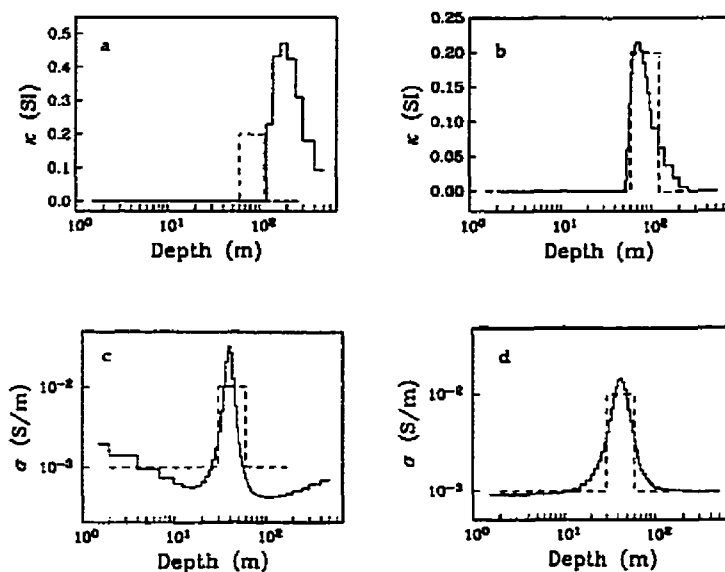 a
0.5
0.4
0.3
0.2
0.1
0.0
κ (SI)
10⁰ 10¹ 10² 10³
Depth (m)
b
0.25
0.20
0.15
0.10
0.05
0.00
κ (SI)
10⁰ 10¹ 10²
Depth (m)
c
10⁻²
10⁻³
σ (S/m)
10⁰ 10¹ 10²
Depth (m)
d
10⁻²
10⁻³
σ (S/m)
10⁰ 10¹ 10²
Depth (m)